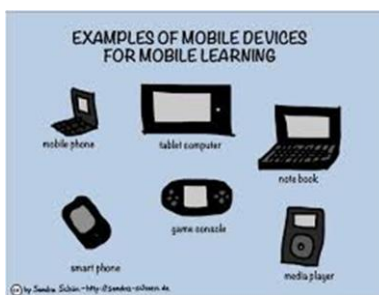 EXAMPLES OF MOBILE DEVICES
FOR MOBILE LEARNING
mobile phone
tablet computer
note book
smart phone
game console
media player
by Sandra Schön - http://sandra-schoen.de